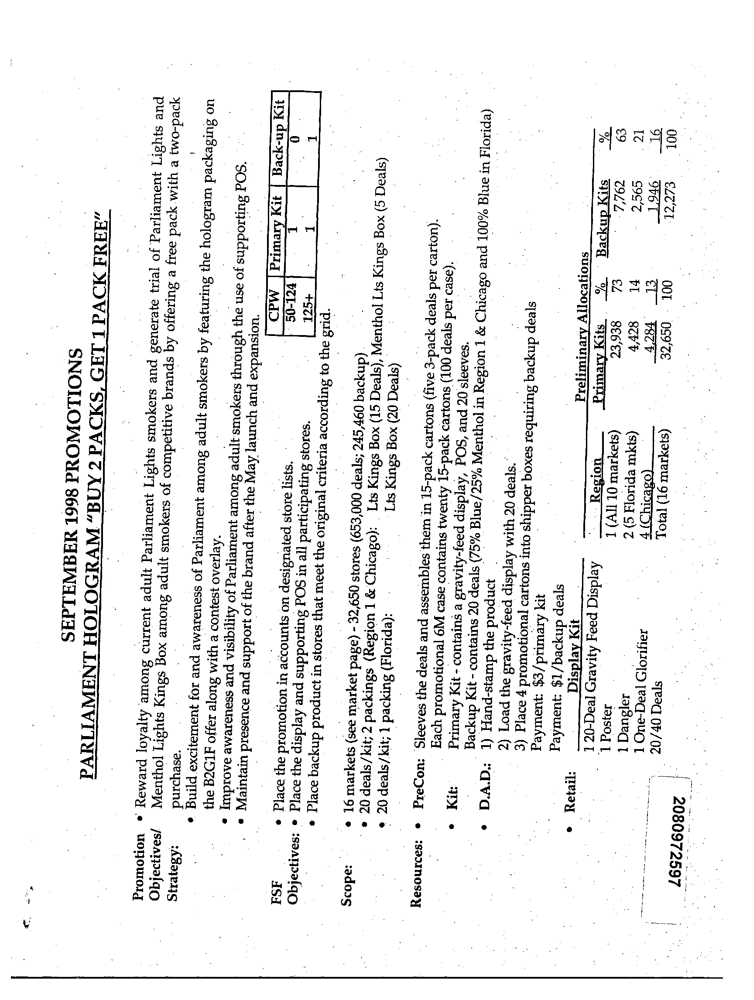 SEPTEMBER 1998 PROMOTIONS
PARLIAMENT HOLOGRAM "BUY 2 PACKS, GET 1 PACK FREE"
Promotion Objectives/ Strategy:
• Reward loyalty among current adult Parliament Lights smokers and generate trial of Parliament Lights and
Menthol Lights Kings Box among adult smokers of competitive brands by offering a free pack with a two-pack
purchase.
• Build excitement for and awareness of Parliament among adult smokers by featuring the hologram packaging on
the B2G1F offer along with a contest overlay.
• Improve awareness and visibility of Parliament among adult smokers through the use of supporting POS.
• Maintain presence and support of the brand after the May launch and expansion.
FSF Objectives:
• Place the promotion in accounts on designated store lists.
• Place the display and supporting POS in all participating stores.
• Place backup product in stores that meet the original criteria according to the grid.
CPW Primary Kit Back-up Kit
50-124 1 0
125+ 1 1
Scope:
• 16 markets (see market page) - 32,650 stores (653,000 deals; 245,460 backup)
• 20 deals/kit; 2 packings (Region 1 & Chicago): Lts Kings Box (15 Deals), Menthol Lts Kings Box (5 Deals)
• 20 deals/kit; 1 packing (Florida): Lts Kings Box (20 Deals)
Resources:
• PreCon: Sleeves the deals and assembles them in 15-pack cartons (five 3-pack deals per carton).
Each promotional 6M case contains twenty 15-pack cartons (100 deals per case).
• Kit: Primary Kit - contains a gravity-feed display, POS, and 20 sleeves.
Backup Kit - contains 20 deals (75% Blue/25% Menthol in Region 1 & Chicago and 100% Blue in Florida)
• D.A.D.: 1) Hand-stamp the product
2) Load the gravity-feed display with 20 deals.
3) Place 4 promotional cartons into shipper boxes requiring backup deals
Payment: $3/primary kit
Payment: $1/backup deals
• Retail: Display Kit
1 20-Deal Gravity Feed Display
1 Poster
1 Dangler
1 One-Deal Glorifier
20/40 Deals
Preliminary Allocations
Region Primary Kits % Backup Kits %
1 (All 10 markets) 23,938 73 7,762 63
2 (5 Florida mkts) 4,428 14 2,565 21
4 (Chicago) 4,284 13 1,946 16
Total (16 markets) 32,650 100 12,273 100
2080972597